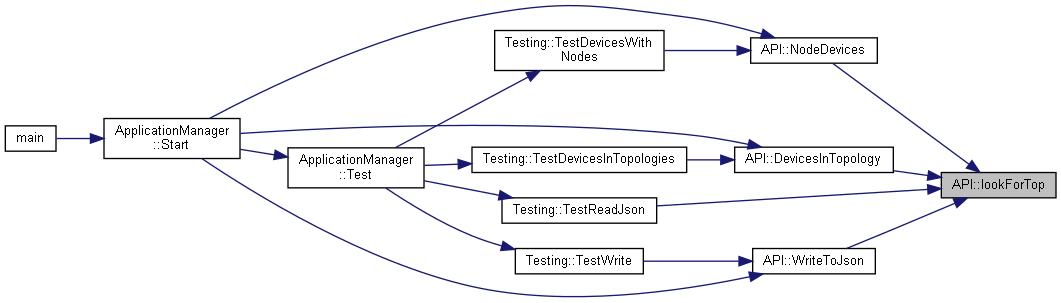 main
ApplicationManager
::Start
ApplicationManager
::Test
Testing::TestDevicesWith
Nodes
Testing::TestDevicesInTopologies
Testing::TestReadJson
Testing::TestWrite
API::NodeDevices
API::DevicesInTopology
API::WriteToJson
API::lookForTop